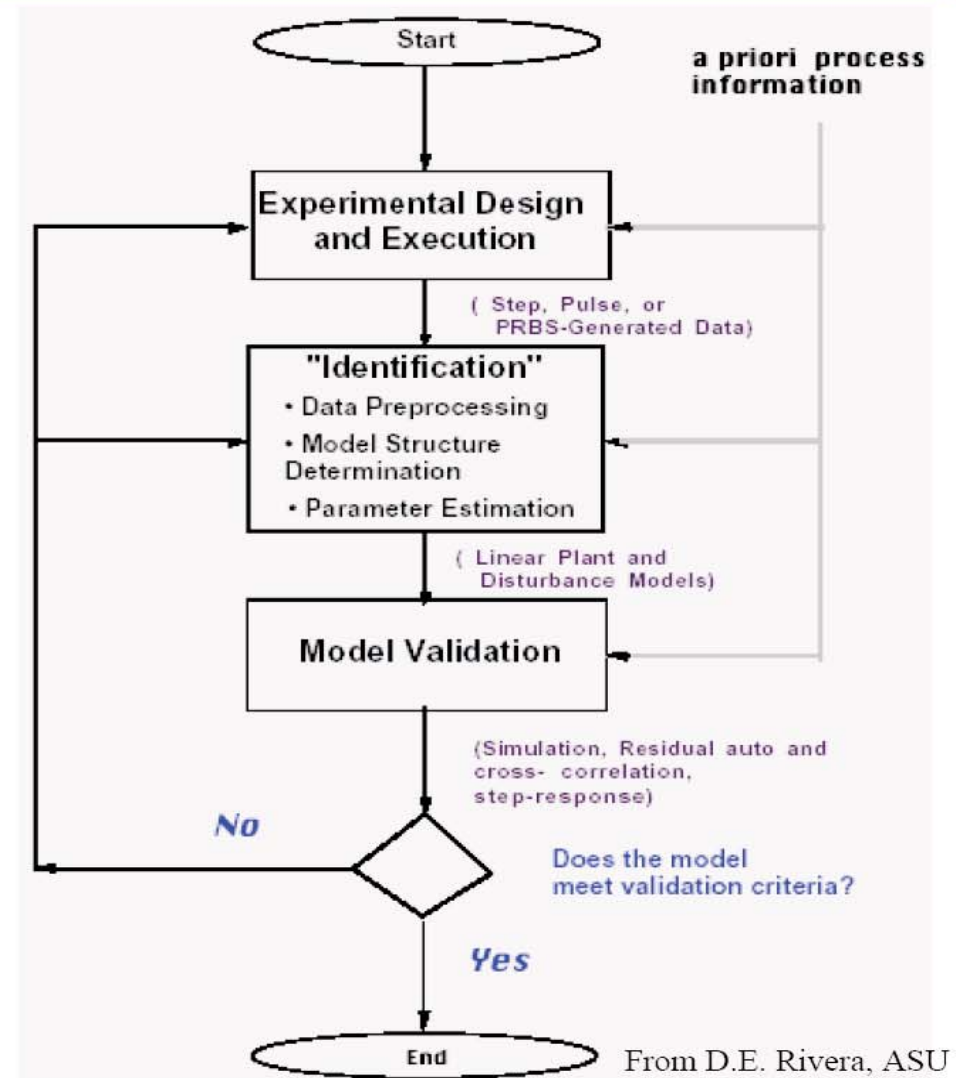 Start
a priori process
information
Experimental Design
and Execution
( Step, Pulse, or
PRBS-Generated Data)
"Identification"
• Data Preprocessing
• Model Structure
Determination
• Parameter Estimation
( Linear Plant and
Disturbance Models)
Model Validation
(Simulation, Residual auto and
cross- correlation,
step-response)
No
Does the model
meet validation criteria?
Yes
End
From D.E. Rivera, ASU